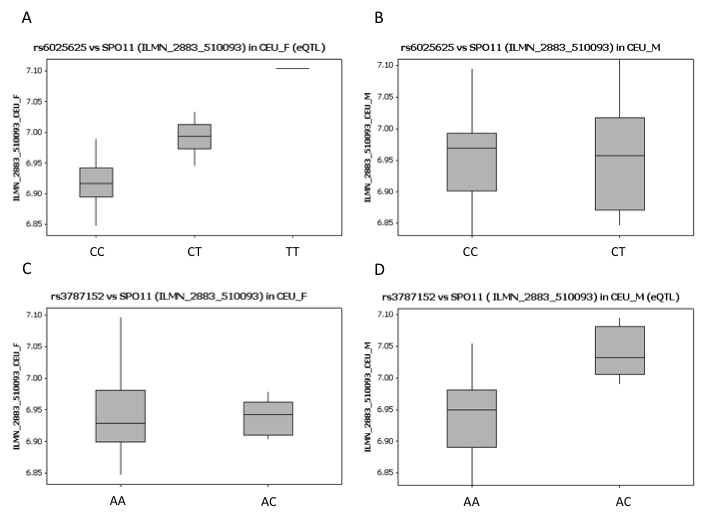 A
rs6025625 vs SPO11 (ILMN_2883_510093) in CEU_F (eQTL)
ILMN_2883_510093_CEU_F
7.10
7.05
7.00
6.95
6.90
6.85
CC CT TT
B
rs6025625 vs SPO11 (ILMN_2883_510093) in CEU_M
ILMN_2883_510093_CEU_M
7.10
7.05
7.00
6.95
6.90
6.85
CC CT
C
rs3787152 vs SPO11 (ILMN_2883_510093) in CEU_F
ILMN_2883_510093_CEU_F
7.10
7.05
7.00
6.95
6.90
6.85
AA AC
D
rs3787152 vs SPO11 ( ILMN_2883_510093) in CEU_M (eQTL)
ILMN_2883_510093_CEU_M
7.10
7.05
7.00
6.95
6.90
6.85
AA AC